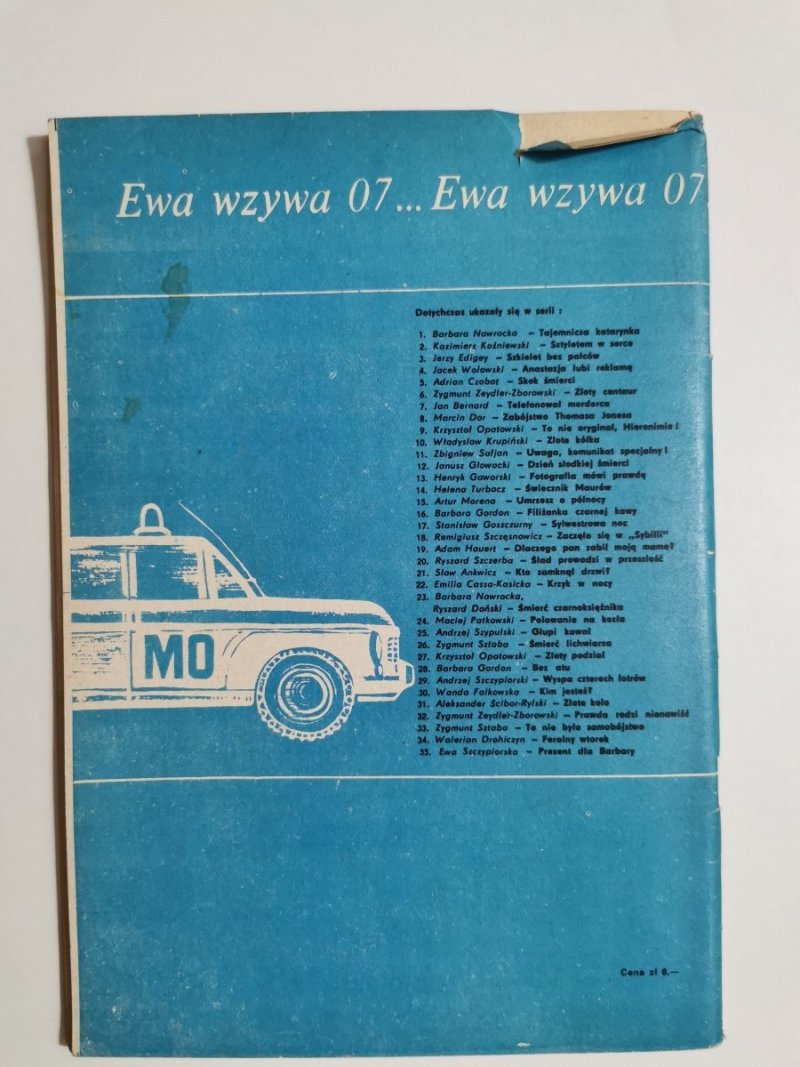 Ewa wzywa 07... Ewa wzywa 07
Dotychczas ukazały się w serii :
1. Barbara Nawrocka – Tajemnicza katarynka
2. Kazimierz Koźniewski – Sztyletem w serce
3. Jerzy Edigey – Szkielet bez palców
4. Jacek Wołowski – Anastazja lubi reklamę
5. Adrian Czobot – Skok śmierci
6. Zygmunt Zeydler-Zborowski – Złoty centaur
7. Jan Bernard – Telefonował morderca
8. Marcin Dor – Zabójstwo Thomasa Jonesa
9. Krzysztof Opatowski – To nie oryginał, Hieronimie!
10. Władysław Krupiński – Złote kółka
11. Zbigniew Safjan – Uwaga, komunikat specjalny!
12. Janusz Głowacki – Dzień słodkiej śmierci
13. Henryk Gaworski – Fotografia mówi prawdę
14. Helena Turbacz – Świecznik Maurów
15. Artur Morena – Umrzesz o północy
16. Barbara Gordon – Filiżanka czarnej kawy
17. Stanisław Goszczurny – Sylwestrowa noc
18. Remigiusz Szczęsnowicz – Zaczęło się w „Sybilli”
19. Adam Hauert – Dlaczego pan zabił moją mamę?
20. Ryszard Szczerba – Ślad prowadzi w przeszłość
21. Sław Ankwicz – Kto zamknął drzwi?
22. Emilia Cassa-Kasicka – Krzyk w nocy
23. Barbara Nawrocka,
Ryszard Doński – Śmierć czarnoksiężnika
24. Maciej Patkowski – Polowanie na kozła
25. Andrzej Szypulski – Głupi kawał
26. Zygmunt Sztaba – Śmierć lichwiarza
27. Krzysztof Opatowski – Złoty podział
28. Barbara Gordon – Bez atu
29. Andrzej Szczypiorski – Wyspa czterech łotrów
30. Wanda Falkowska – Kim jesteś?
31. Aleksander Ścibor-Rylski – Złote koło
32. Zygmunt Zeydler-Zborowski – Prawda rodzi nienawiść
33. Zygmunt Sztaba – To nie było samobójstwo
34. Walerian Drohiczyn – Feralny wtorek
35. Ewa Szczypiorska – Prezent dla Barbary
MO
Cena zł 6.—